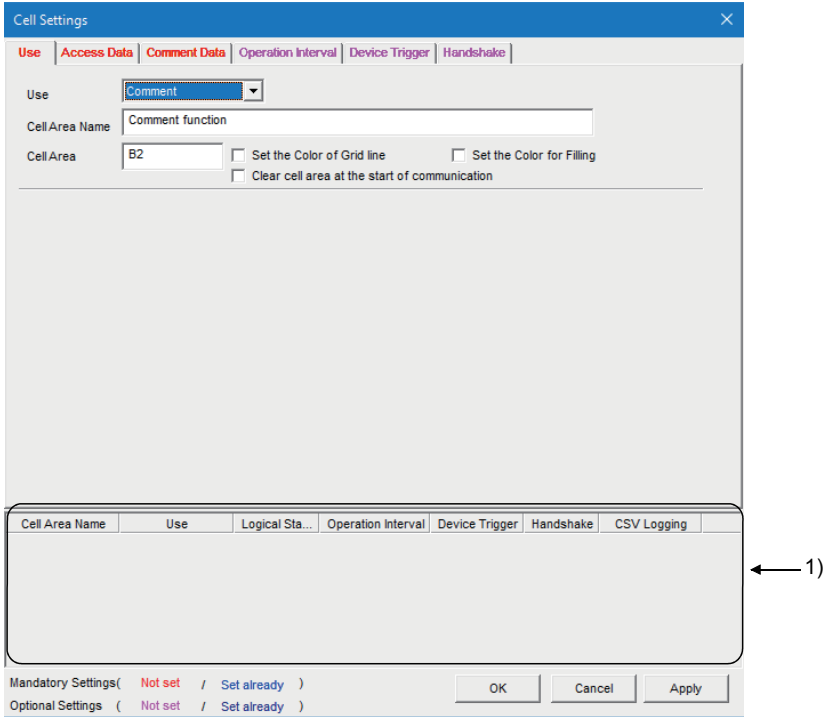 Cell Settings
Use Access Data Comment Data Operation Interval Device Trigger Handshake
Use Comment
Cell Area Name Comment function
Cell Area B2 Set the Color of Grid line Set the Color for Filling
Clear cell area at the start of communication
Cell Area Name Use Logical Sta... Operation Interval Device Trigger Handshake CSV Logging
1)
Mandatory Settings( Not set / Set already )
OK Cancel Apply
Optional Settings ( Not set / Set already )